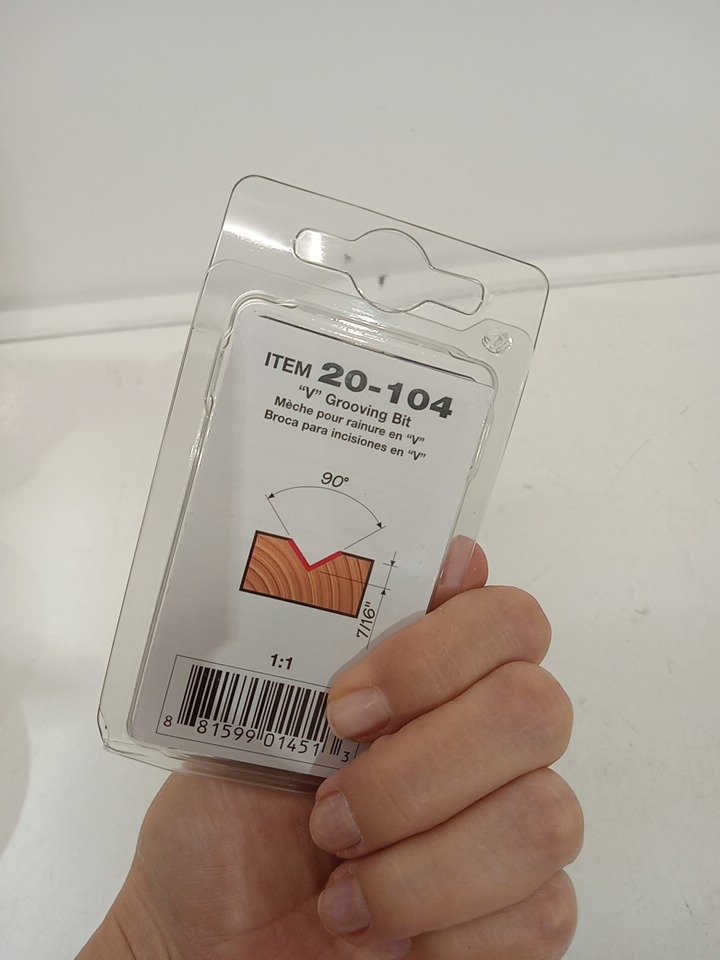 ITEM 20-104
“V” Grooving Bit
Mèche pour rainure en “V”
Broca para incisiones en “V”
90°
7/16"
1:1
8 81599 01451 3